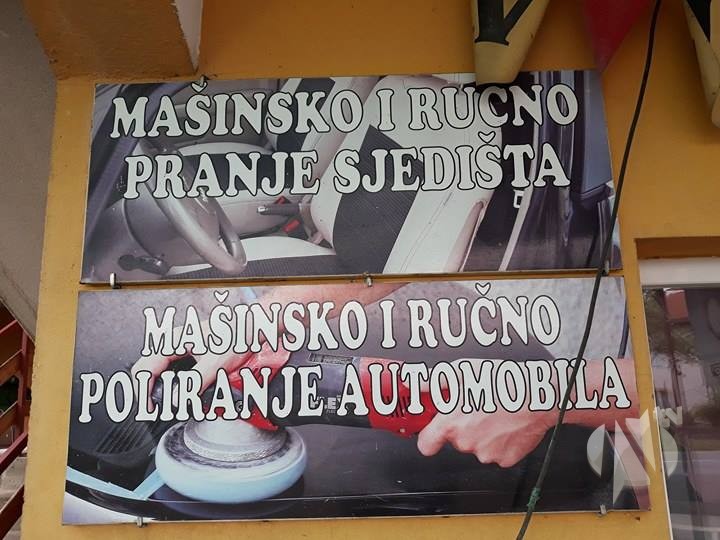 MAŠINSKO I RUČNO
PRANJE SJEDIŠTA
MAŠINSKO I RUČNO
POLIRANJE AUTOMOBILA